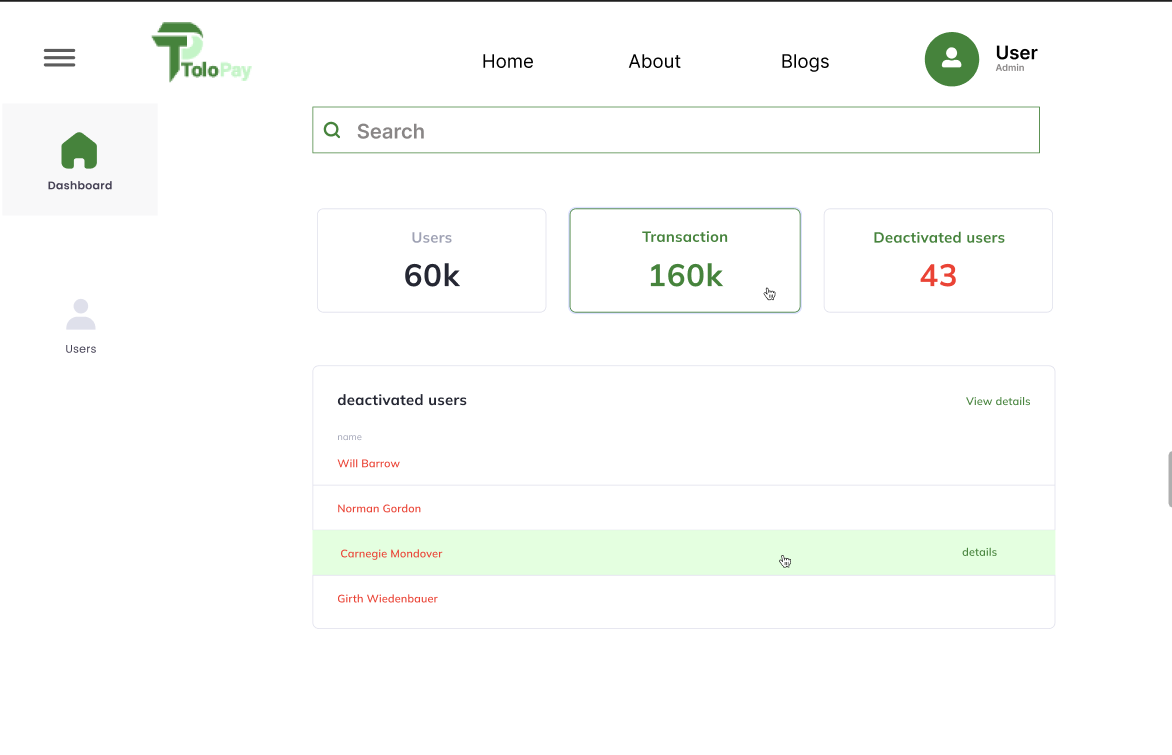 ToloPay
Home About Blogs
User
Admin
Search
Dashboard
Users
60k
Transaction
160k
Deactivated users
43
Users
deactivated users
View details
name
Will Barrow
Norman Gordon
Carnegie Mondover
details
Girth Wiedenbauer